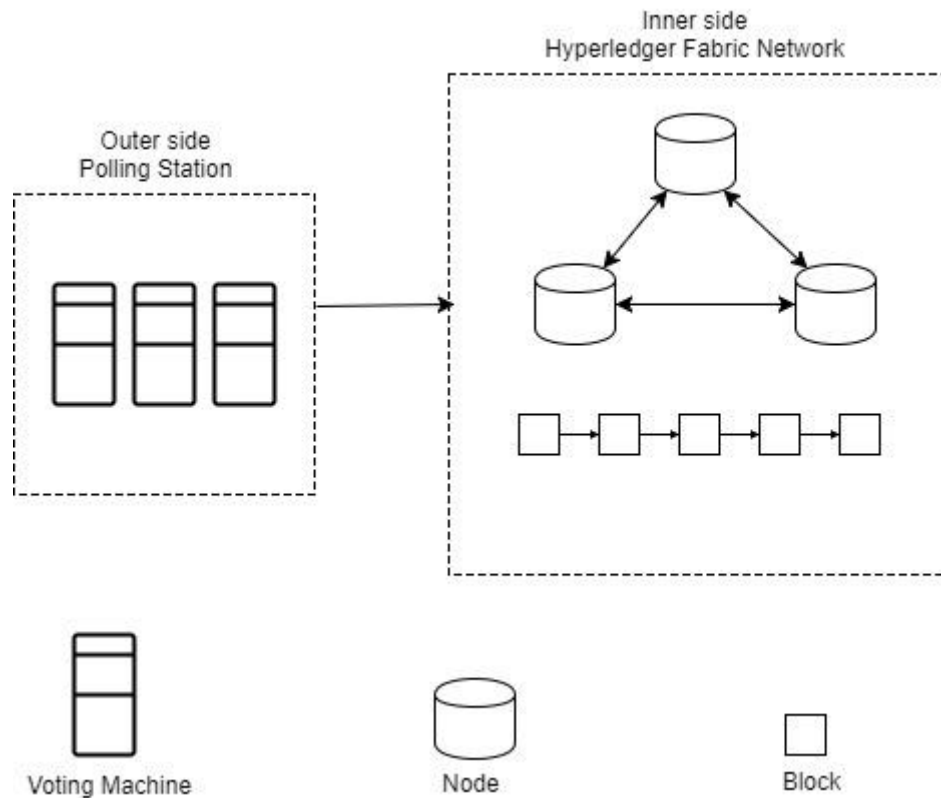 Inner side
Hyperledger Fabric Network
Outer side
Polling Station
Voting Machine
Node
Block